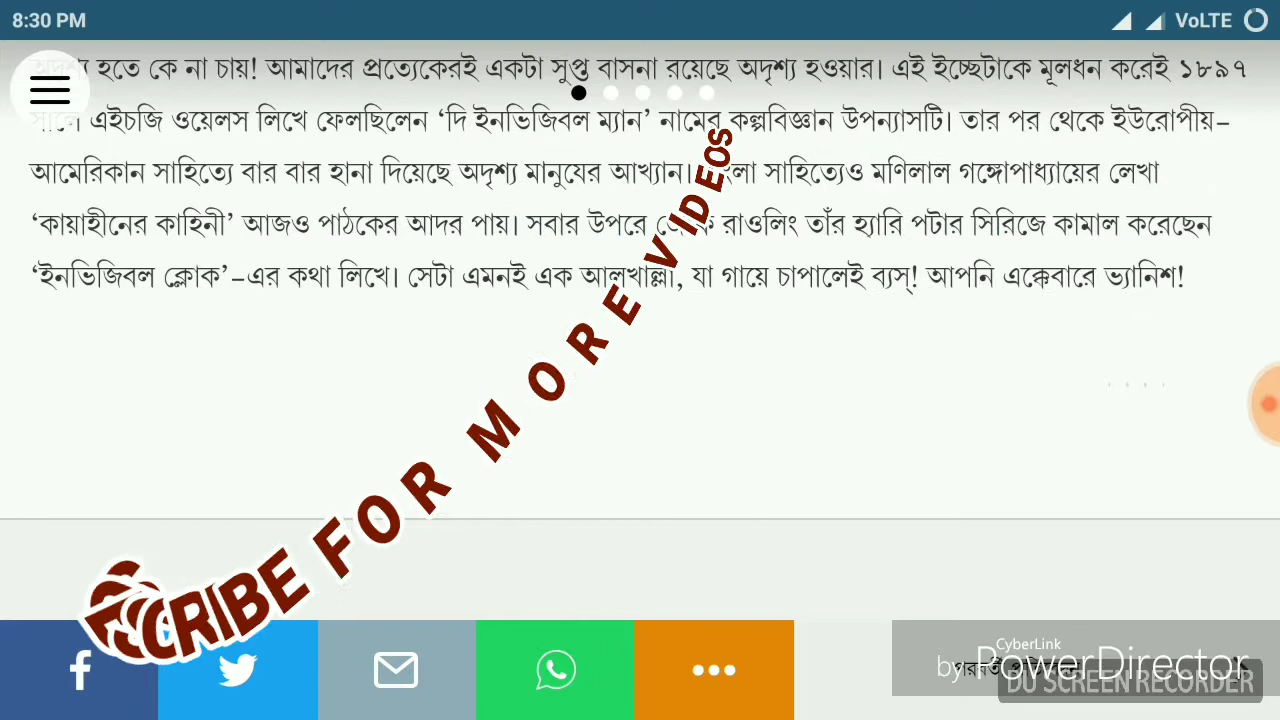 8:30 PM VoLTE
হতে কে না চায়! আমাদের প্রত্যেকেরই একটা সুপ্ত বাসনা রয়েছে অদৃশ্য হওয়ার। এই ইচ্ছেটাকে মূলধন করেই ১৮৯৭
এইচজি ওয়েলস লিখে ফেলছিলেন ‘দি ইনভিজিবল ম্যান’ নামের কল্পবিজ্ঞান উপন্যাসটি। তার পর থেকে ইউরোপীয়–
আমেরিকান সাহিত্যে বার বার হানা দিয়েছে অদৃশ্য মানুষের আখ্যান। সাহিত্যেও মণিলাল গঙ্গোপাধ্যায়ের লেখা
‘কায়াহীনের কাহিনী’ আজও পাঠকের আদর পায়। সবার উপরে রাওলিং তাঁর হ্যারি পটার সিরিজে কামাল করেছেন
‘ইনভিজিবল ক্লোক’–এর কথা লিখে। সেটা এমনই এক আলখাল্লা, যা গায়ে চাপালেই ব্যস্! আপনি এক্কেবারে ভ্যানিশ!
FOR MORE VIDEOS
CyberLink
by PowerDirector
DU SCREEN RECORDER